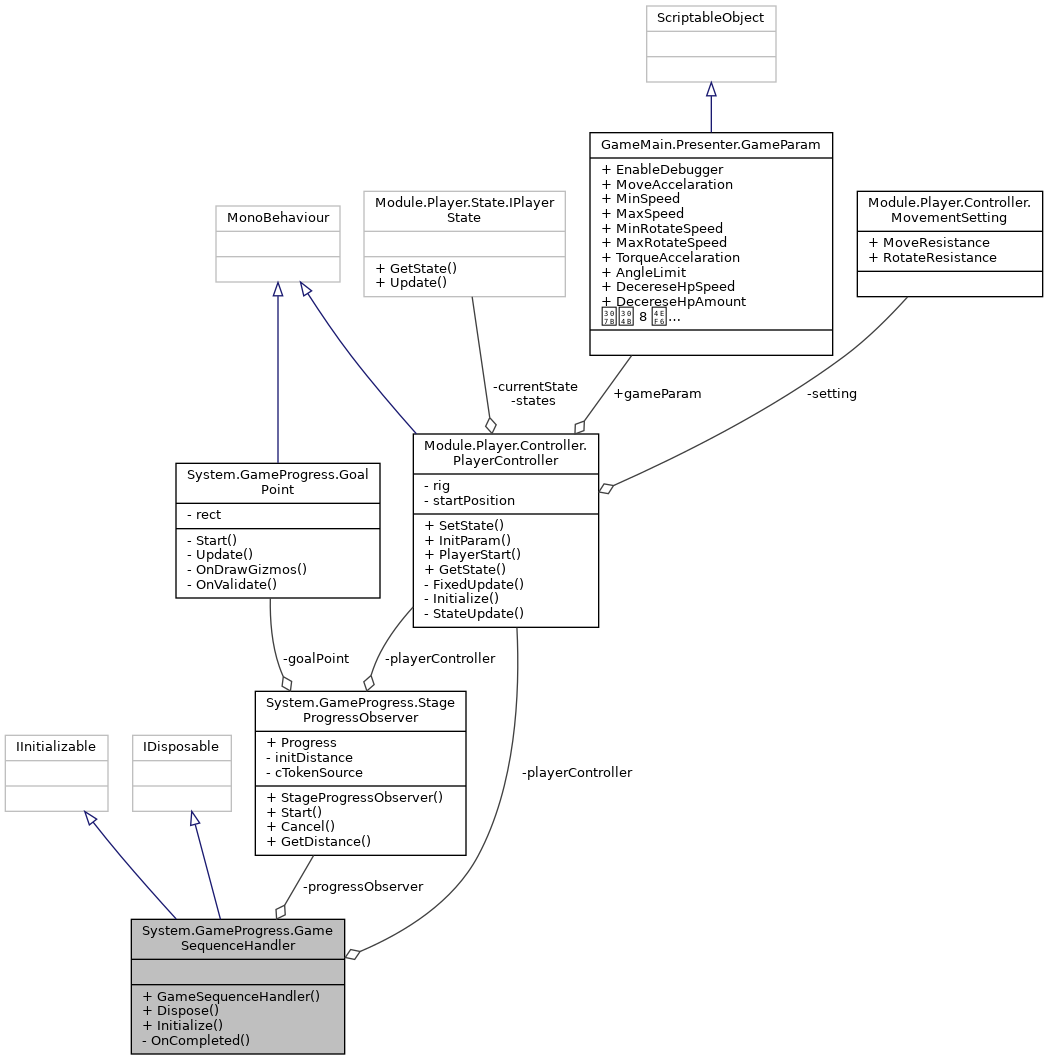 ScriptableObject
GameMain.Presenter.GameParam
+ EnableDebugger
+ MoveAccelaration
+ MinSpeed
+ MaxSpeed
+ MinRotateSpeed
+ MaxRotateSpeed
+ TorqueAccelaration
+ AngleLimit
+ DecereseHpSpeed
+ DecereseHpAmount
307B 304B 8 4EF6...
Module.Player.State.IPlayer
State
+ GetState()
+ Update()
Module.Player.Controller.
MovementSetting
+ MoveResistance
+ RotateResistance
MonoBehaviour
-currentState
-states
+gameParam
-setting
Module.Player.Controller.
PlayerController
- rig
- startPosition
+ SetState()
+ InitParam()
+ PlayerStart()
+ GetState()
- FixedUpdate()
- Initialize()
- StateUpdate()
System.GameProgress.Goal
Point
- rect
- Start()
- Update()
- OnDrawGizmos()
- OnValidate()
-goalPoint
-playerController
System.GameProgress.Stage
ProgressObserver
+ Progress
- initDistance
- cTokenSource
+ StageProgressObserver()
+ Start()
+ Cancel()
+ GetDistance()
-playerController
IInitializable
IDisposable
-progressObserver
System.GameProgress.Game
SequenceHandler
+ GameSequenceHandler()
+ Dispose()
+ Initialize()
- OnCompleted()